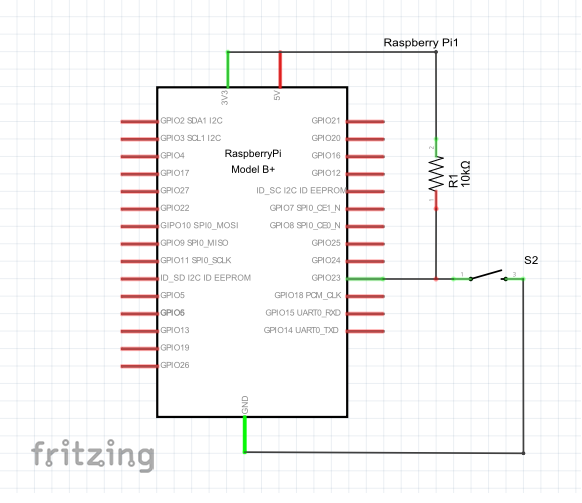 Raspberry Pi1
3V3
5V
RaspberryPi
Model B+
GPIO2 SDA1 I2C
GPIO3 SCL1 I2C
GPIO4
GPIO17
GPIO27
GPIO22
GIPO10 SPI0_MOSI
GPIO9 SPI0_MISO
GPIO11 SPI0_SCLK
ID_SD I2C ID EEPROM
GPIO5
GPIO6
GPIO13
GPIO19
GPIO26
GPIO21
GPIO20
GPIO16
GPIO12
ID_SC I2C ID EEPROM
GPIO7 SPI0_CE1_N
GPIO8 SPI0_CE0_N
GPIO25
GPIO24
GPIO23
GPIO18 PCM_CLK
GPIO15 UART0_RXD
GPIO14 UART0_TXD
GND
2
R1
10kΩ
1
S2
1
3
fritzing